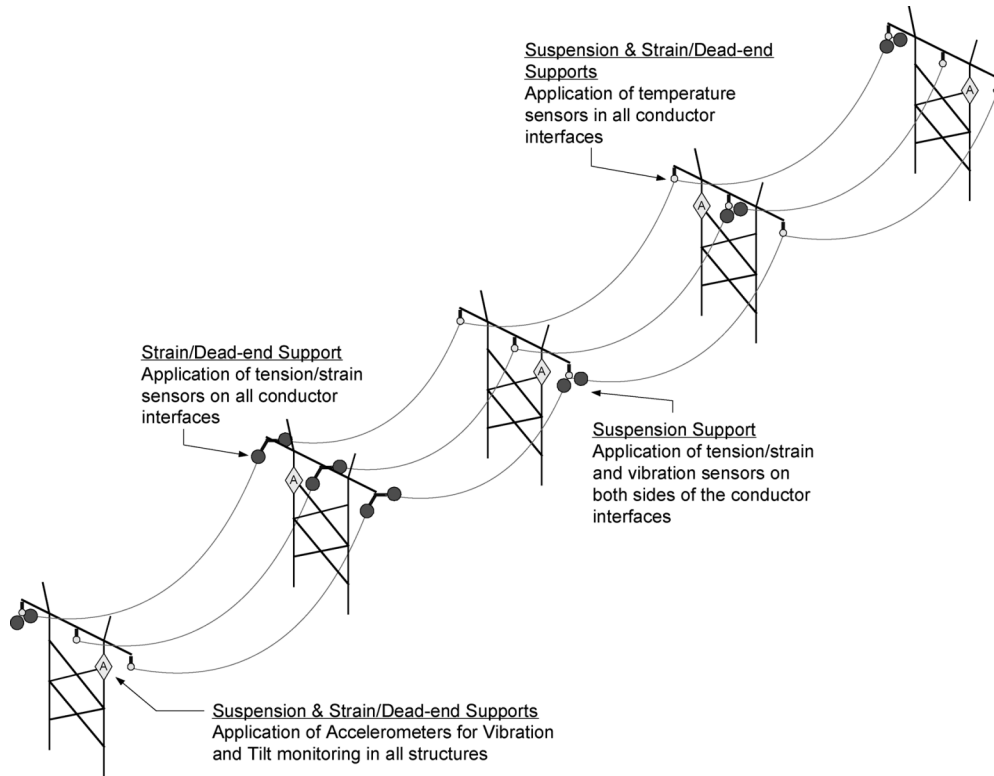 Suspension & Strain/Dead-end
Supports
Application of temperature
sensors in all conductor
interfaces
A
A
Strain/Dead-end Support
Application of tension/strain
sensors on all conductor
interfaces
A
Suspension Support
Application of tension/strain
and vibration sensors on
both sides of the conductor
interfaces
A
A
Suspension & Strain/Dead-end Supports
Application of Accelerometers for Vibration
and Tilt monitoring in all structures